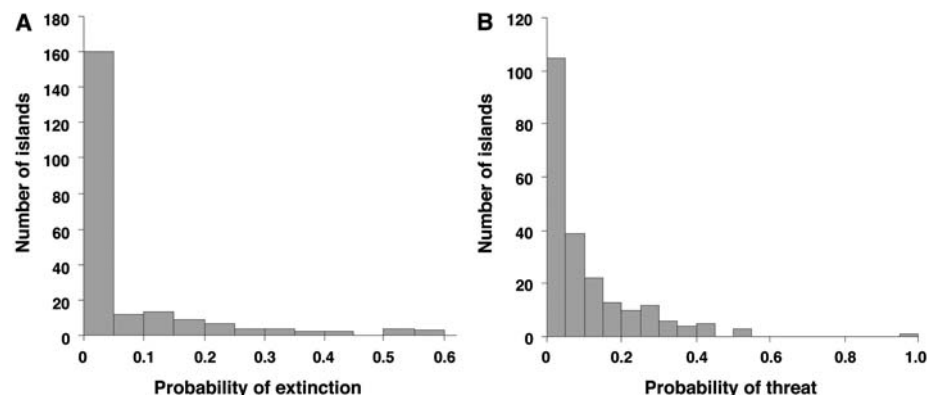 A
Number of islands
180
160
140
120
100
80
60
40
20
0
0 0.1 0.2 0.3 0.4 0.5 0.6
Probability of extinction
B
Number of islands
120
100
80
60
40
20
0
0 0.2 0.4 0.6 0.8 1.0
Probability of threat